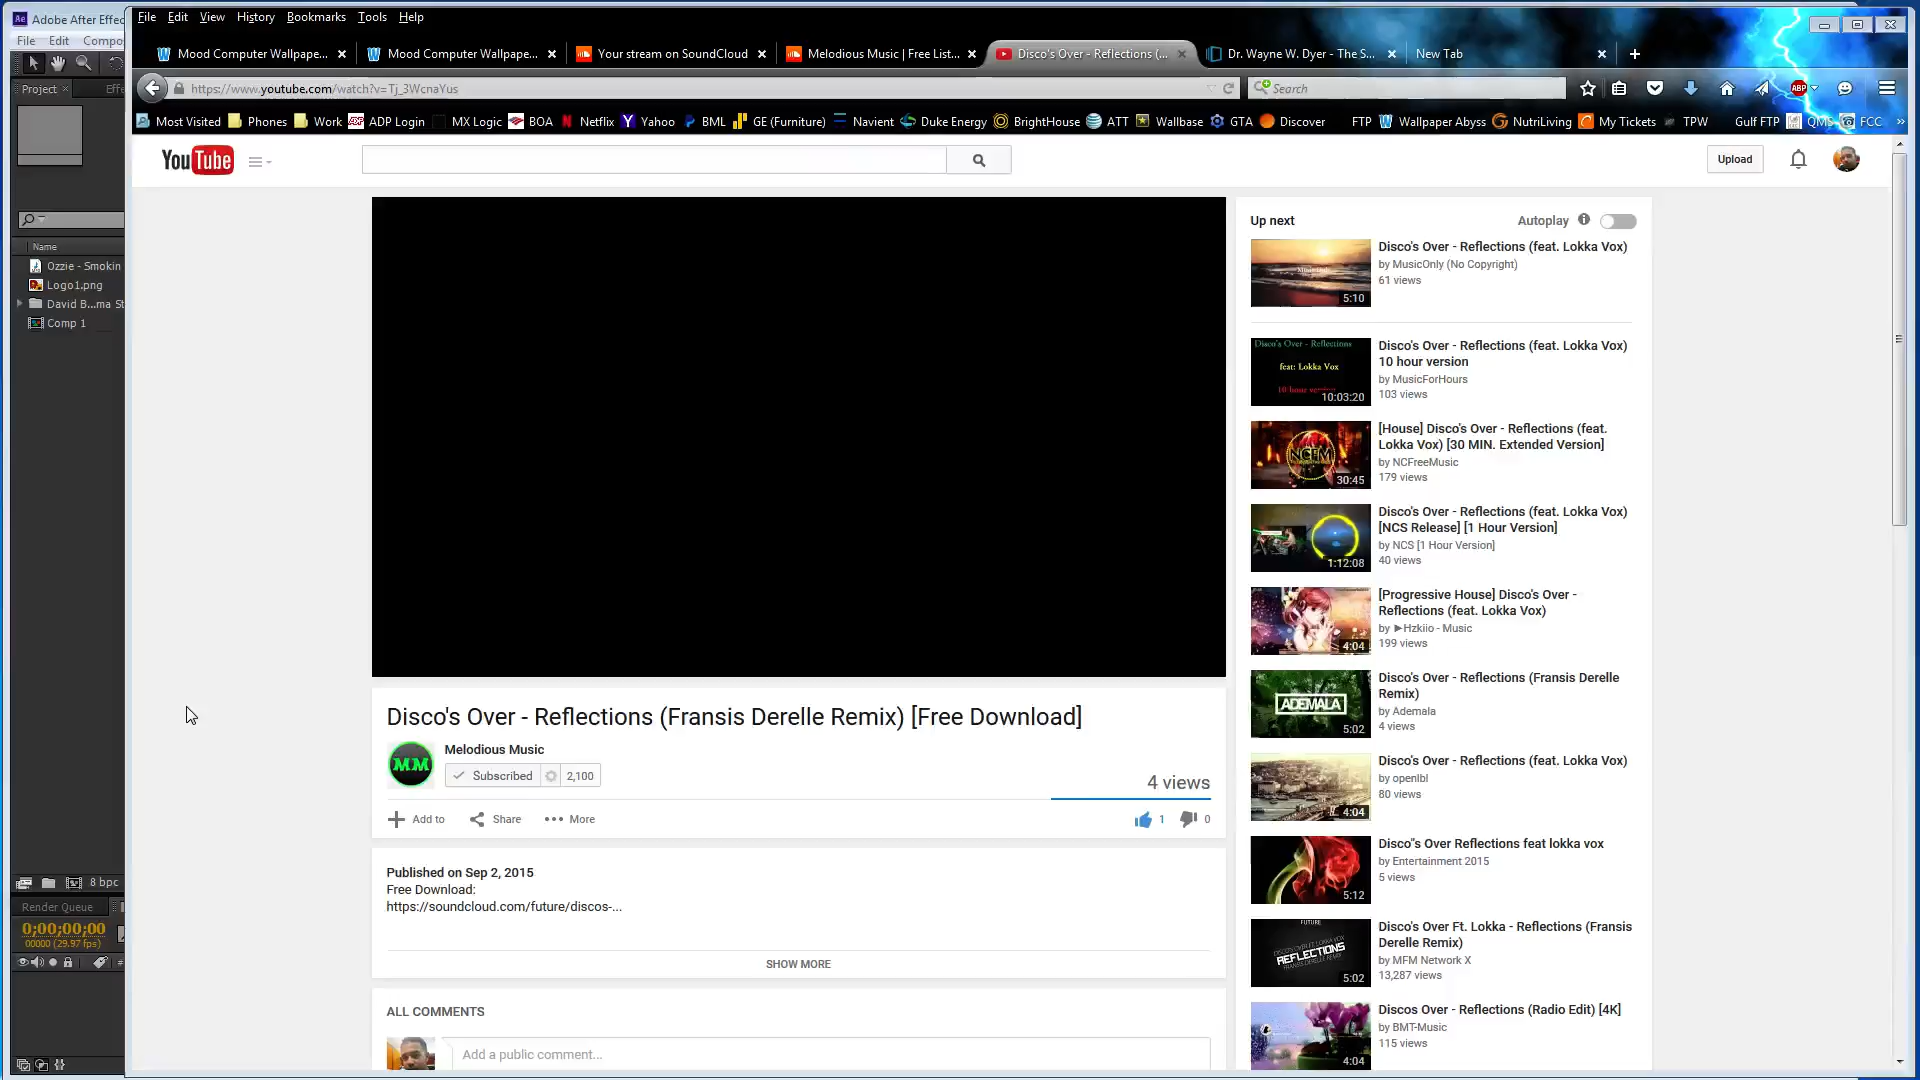 Adobe After Effec
File Edit Compo
Project
Effe
Name
Ozzie - Smokin
Logo1.png
David B...ma St
Comp 1
8 bpc
Render Queue
0;00;00;00
00000 (29.97 fps)
File Edit View History Bookmarks Tools Help
Mood Computer Wallpape...
Mood Computer Wallpape...
Your stream on SoundCloud
Melodious Music | Free List...
Disco's Over - Reflections (...
Dr. Wayne W. Dyer - The S...
New Tab
https://www.youtube.com/watch?v=Tj_3WcnaYus
Search
ABP
Most Visited Phones Work ADP Login MX Logic BOA Netflix Yahoo BML GE (Furniture) Navient Duke Energy BrightHouse ATT Wallbase GTA Discover FTP Wallpaper Abyss NutriLiving My Tickets TPW Gulf FTP QMS FCC »
YouTube
Upload
Disco's Over - Reflections (Fransis Derelle Remix) [Free Download]
MM
Melodious Music
Subscribed 2,100
4 views
Add to Share More
1 0
Published on Sep 2, 2015
Free Download:
https://soundcloud.com/future/discos-...
SHOW MORE
ALL COMMENTS
Add a public comment...
Up next
Autoplay
Disco's Over - Reflections (feat. Lokka Vox)
by MusicOnly (No Copyright)
61 views
5:10
Disco's Over - Reflections
feat: Lokka Vox
10:03:20
Disco's Over - Reflections (feat. Lokka Vox)
10 hour version
by MusicForHours
103 views
NCFM
30:45
[House] Disco's Over - Reflections (feat.
Lokka Vox) [30 MIN. Extended Version]
by NCFreeMusic
179 views
1:12:08
Disco's Over - Reflections (feat. Lokka Vox)
[NCS Release] [1 Hour Version]
by NCS [1 Hour Version]
40 views
4:04
[Progressive House] Disco's Over -
Reflections (feat. Lokka Vox)
by ►Hzkiio - Music
199 views
ADEMALA
5:02
Disco's Over - Reflections (Fransis Derelle
Remix)
by Ademala
4 views
4:04
Disco's Over - Reflections (feat. Lokka Vox)
by openlbl
80 views
5:12
Disco"s Over Reflections feat lokka vox
by Entertainment 2015
5 views
FUTURE
REFLECTIONS
5:02
Disco's Over Ft. Lokka - Reflections (Fransis
Derelle Remix)
by MFM Network X
13,287 views
4:04
Discos Over - Reflections (Radio Edit) [4K]
by BMT-Music
115 views